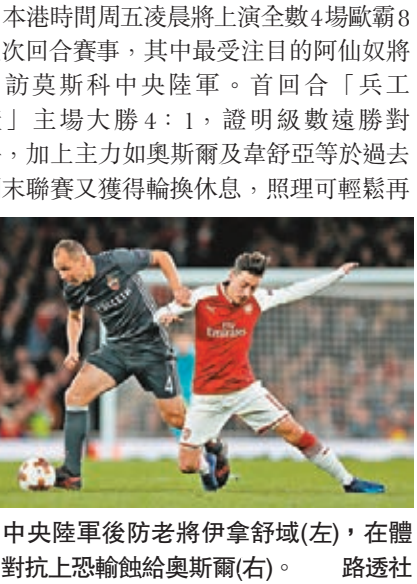 本港時間周五凌晨將上演全數4場歐霸8
次回合賽事，其中最受注目的阿仙奴將
訪莫斯科中央陸軍。首回合「兵工
」主場大勝4：1，證明級數遠勝對
，加上主力如奧斯爾及韋舒亞等於過去
末聯賽又獲得輪換休息，照理可輕鬆再
Fly
Emirates
4
中央陸軍後防老將伊拿舒域(左)，在體
對抗上恐輸蝕給奧斯爾(右)。 路透社